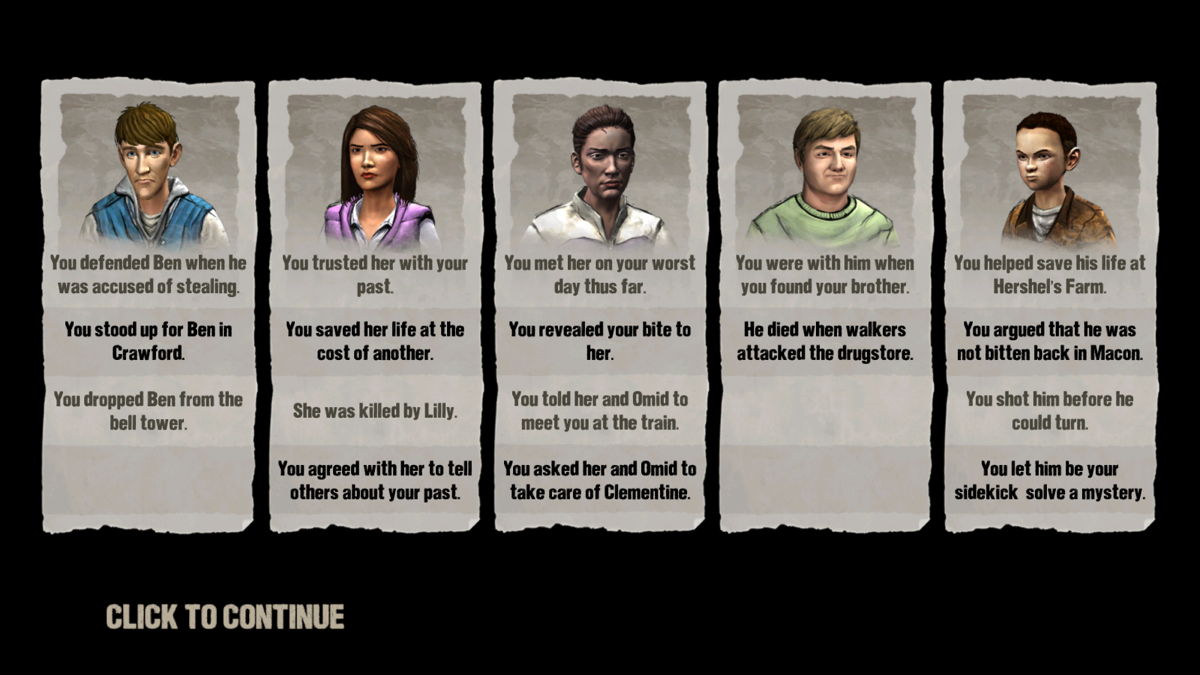 You defended Ben when he
was accused of stealing.
You stood up for Ben in
Crawford.
You dropped Ben from the
bell tower.
You trusted her with your
past.
You saved her life at the
cost of another.
She was killed by Lilly.
You agreed with her to tell
others about your past.
You met her on your worst
day thus far.
You revealed your bite to
her.
You told her and Omid to
meet you at the train.
You asked her and Omid to
take care of Clementine.
You were with him when
you found your brother.
He died when walkers
attacked the drugstore.
You helped save his life at
Hershel's Farm.
You argued that he was
not bitten back in Macon.
You shot him before he
could turn.
You let him be your
sidekick solve a mystery.
CLICK TO CONTINUE